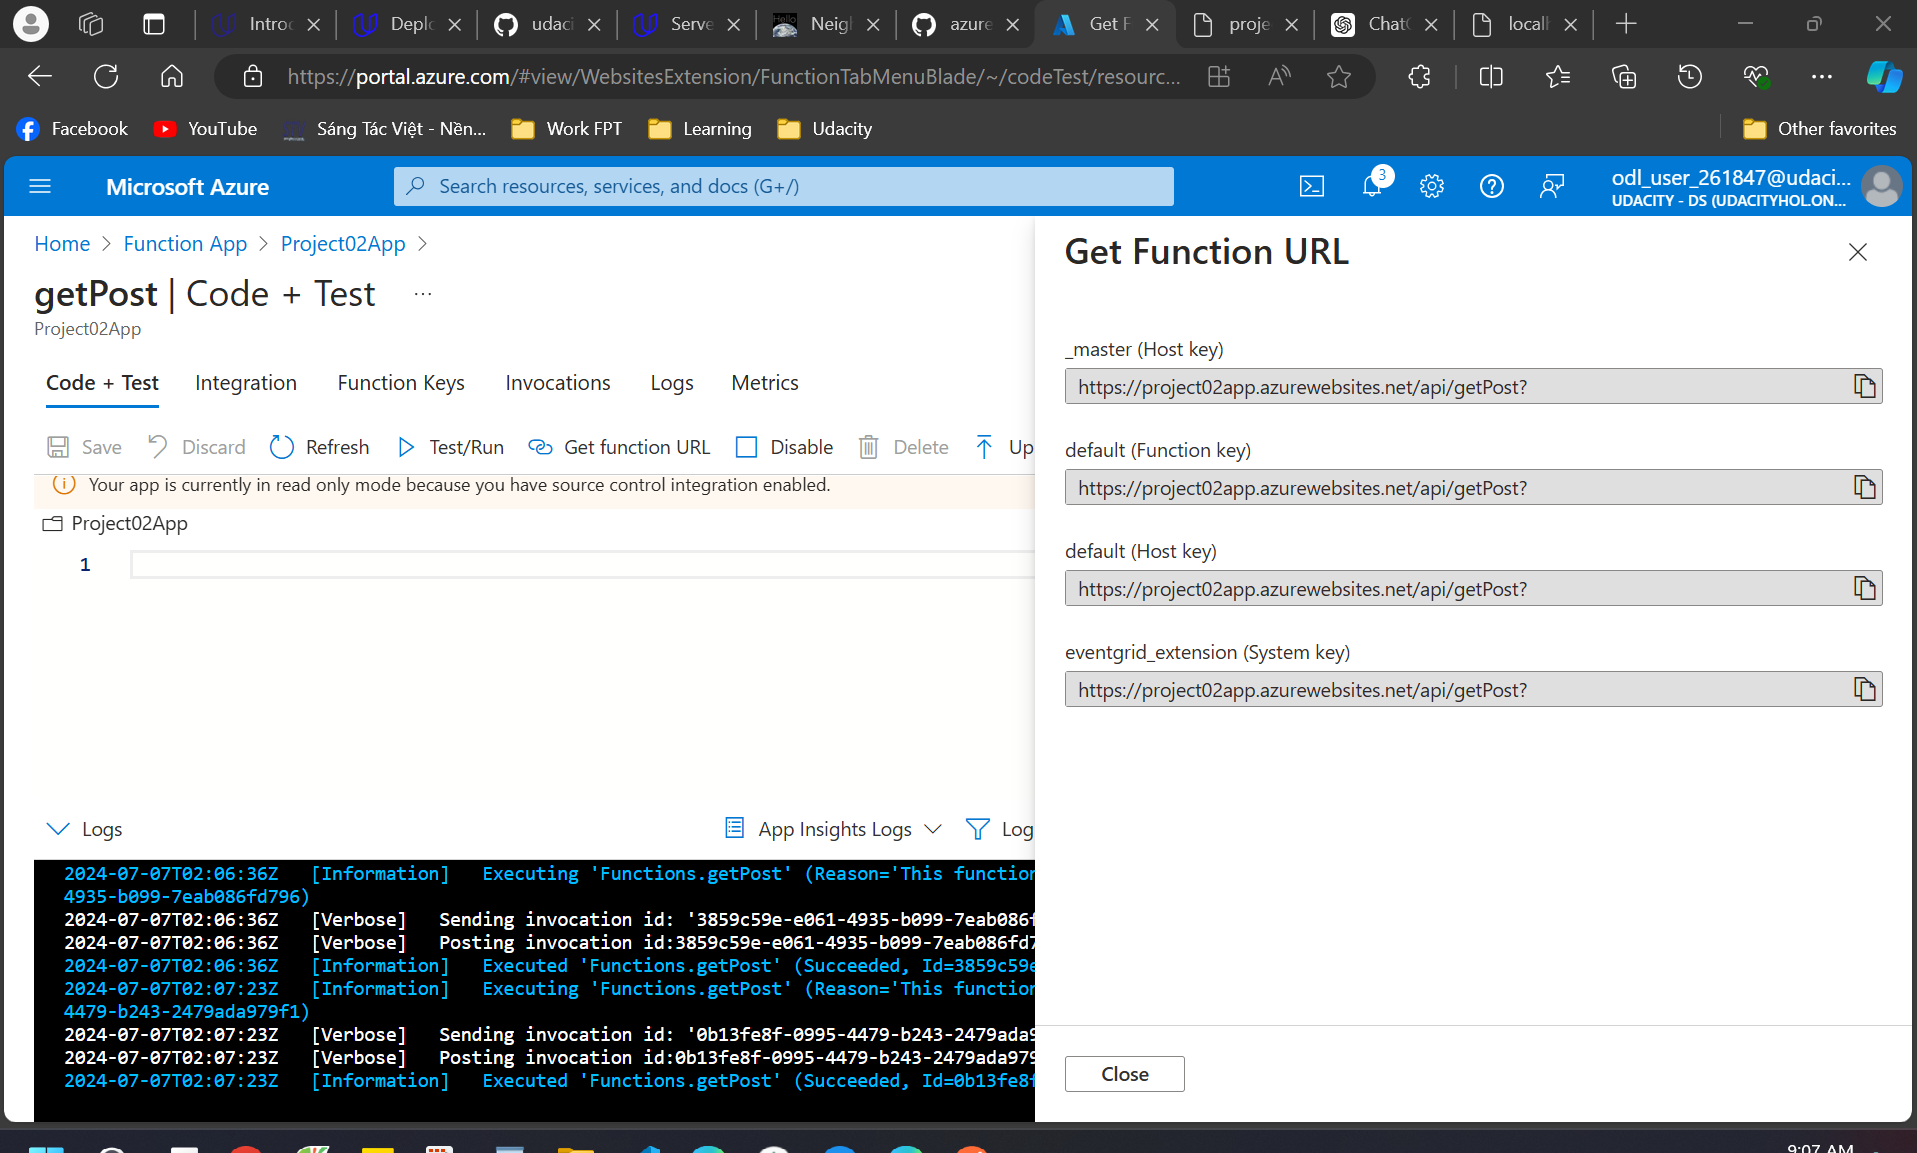 Introd
Deplo
udaci
Serve
Neigh
azure
Get F
proje
ChatG
localh
https://portal.azure.com/#view/WebsitesExtension/FunctionTabMenuBlade/~/codeTest/resourc...
Facebook
YouTube
Sáng Tác Việt - Nền...
Work FPT
Learning
Udacity
Other favorites
Microsoft Azure
Search resources, services, and docs (G+/)
3
odl_user_261847@udaci...
UDACITY - DS (UDACITYHOL.ON...
Home > Function App > Project02App >
getPost | Code + Test ...
Project02App
Code + Test
Integration
Function Keys
Invocations
Logs
Metrics
Save
Discard
Refresh
Test/Run
Get function URL
Disable
Delete
Up
Your app is currently in read only mode because you have source control integration enabled.
Project02App
1
Logs
App Insights Logs
Log
2024-07-07T02:06:36Z [Information] Executing 'Functions.getPost' (Reason='This function
4935-b099-7eab086fd796)
2024-07-07T02:06:36Z [Verbose] Sending invocation id: '3859c59e-e061-4935-b099-7eab086f
2024-07-07T02:06:36Z [Verbose] Posting invocation id:3859c59e-e061-4935-b099-7eab086fd7
2024-07-07T02:06:36Z [Information] Executed 'Functions.getPost' (Succeeded, Id=3859c59e
2024-07-07T02:07:23Z [Information] Executing 'Functions.getPost' (Reason='This function
4479-b243-2479ada979f1)
2024-07-07T02:07:23Z [Verbose] Sending invocation id: '0b13fe8f-0995-4479-b243-2479ada9
2024-07-07T02:07:23Z [Verbose] Posting invocation id:0b13fe8f-0995-4479-b243-2479ada979
2024-07-07T02:07:23Z [Information] Executed 'Functions.getPost' (Succeeded, Id=0b13fe8f
Get Function URL
_master (Host key)
https://project02app.azurewebsites.net/api/getPost?
default (Function key)
https://project02app.azurewebsites.net/api/getPost?
default (Host key)
https://project02app.azurewebsites.net/api/getPost?
eventgrid_extension (System key)
https://project02app.azurewebsites.net/api/getPost?
Close
9:07 AM